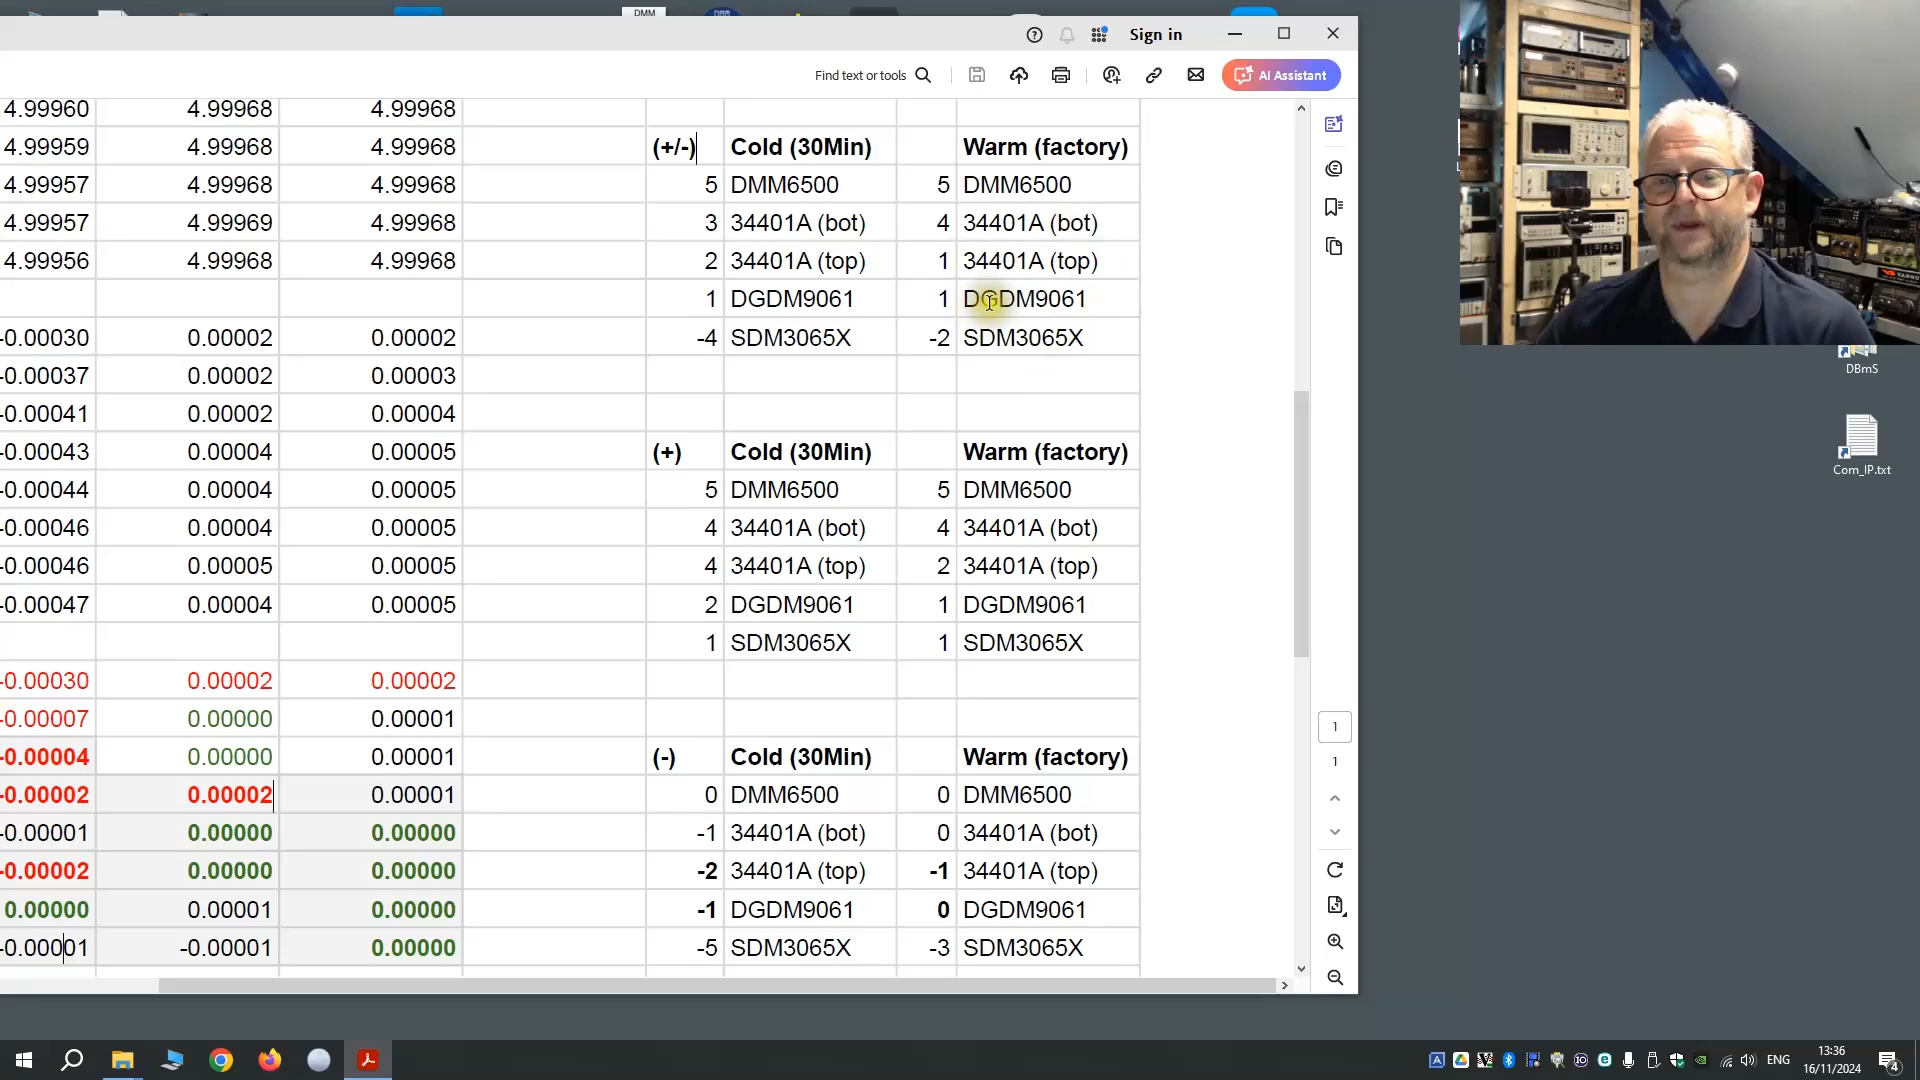 DMM
Sign in
Find text or tools
AI Assistant
4.99960 4.99968 4.99968
4.99959 4.99968 4.99968 (+/-) Cold (30Min) Warm (factory)
4.99957 4.99968 4.99968 5 DMM6500 5 DMM6500
4.99957 4.99969 4.99968 3 34401A (bot) 4 34401A (bot)
4.99956 4.99968 4.99968 2 34401A (top) 1 34401A (top)
1 DGDM9061 1 DGDM9061
-0.00030 0.00002 0.00002 -4 SDM3065X -2 SDM3065X
-0.00037 0.00002 0.00003
-0.00041 0.00002 0.00004
-0.00043 0.00004 0.00005 (+) Cold (30Min) Warm (factory)
-0.00044 0.00004 0.00005 5 DMM6500 5 DMM6500
-0.00046 0.00004 0.00005 4 34401A (bot) 4 34401A (bot)
-0.00046 0.00005 0.00005 4 34401A (top) 2 34401A (top)
-0.00047 0.00004 0.00005 2 DGDM9061 1 DGDM9061
1 SDM3065X 1 SDM3065X
-0.00030 0.00002 0.00002
-0.00007 0.00000 0.00001
-0.00004 0.00000 0.00001 (-) Cold (30Min) Warm (factory)
-0.00002 0.00002 0.00001 0 DMM6500 0 DMM6500
-0.00001 0.00000 0.00000 -1 34401A (bot) 0 34401A (bot)
-0.00002 0.00000 0.00000 -2 34401A (top) -1 34401A (top)
0.00000 0.00001 0.00000 -1 DGDM9061 0 DGDM9061
-0.00001 -0.00001 0.00000 -5 SDM3065X -3 SDM3065X
1
1
DBmS
Com_IP.txt
ENG
13:36
16/11/2024
4